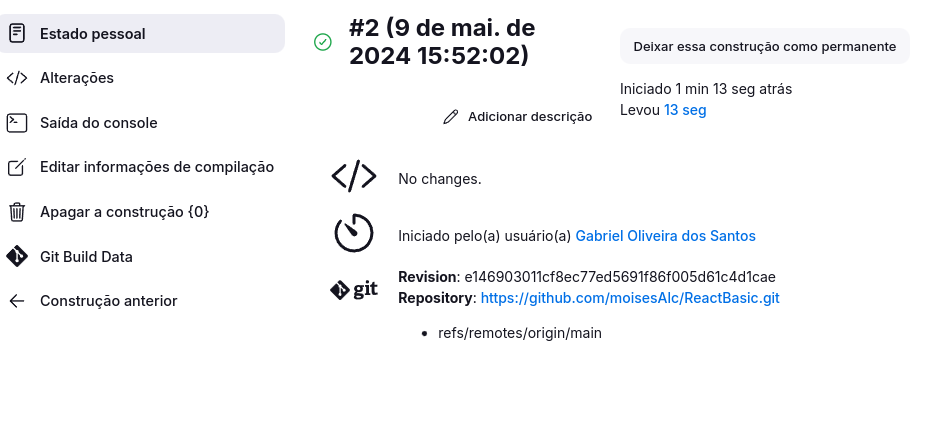 Estado pessoal
Alterações
Saída do console
Editar informações de compilação
Apagar a construção {0}
Git Build Data
Construção anterior
#2 (9 de mai. de
2024 15:52:02)
Adicionar descrição
Deixar essa construção como permanente
Iniciado 1 min 13 seg atrás
Levou 13 seg
No changes.
Iniciado pelo(a) usuário(a) Gabriel Oliveira dos Santos
git
Revision: e146903011cf8ec77ed5691f86f005d61c4d1cae
Repository: https://github.com/moisesAlc/ReactBasic.git
• refs/remotes/origin/main